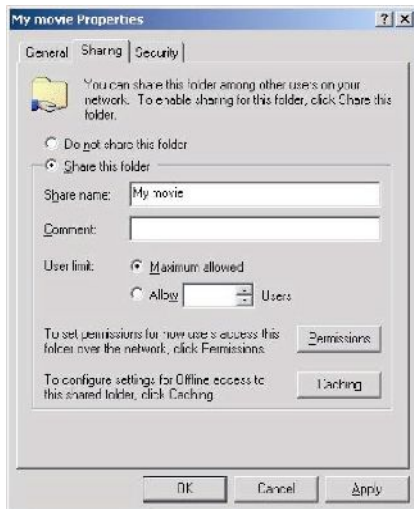 My movie Properties
General Sharing Security
You can share this folder among other users on your
network. To enable sharing for this folder, click Share this
folder.
Do not share this folder
Share this folder
Share name: My movie
Comment:
User limit: Maximum allowed
Allow Users
To set permissions for how users access this
folder over the network, click Permissions.
Permissions
To configure settings for Offline access to
this shared folder, click Caching.
Caching
OK Cancel Apply